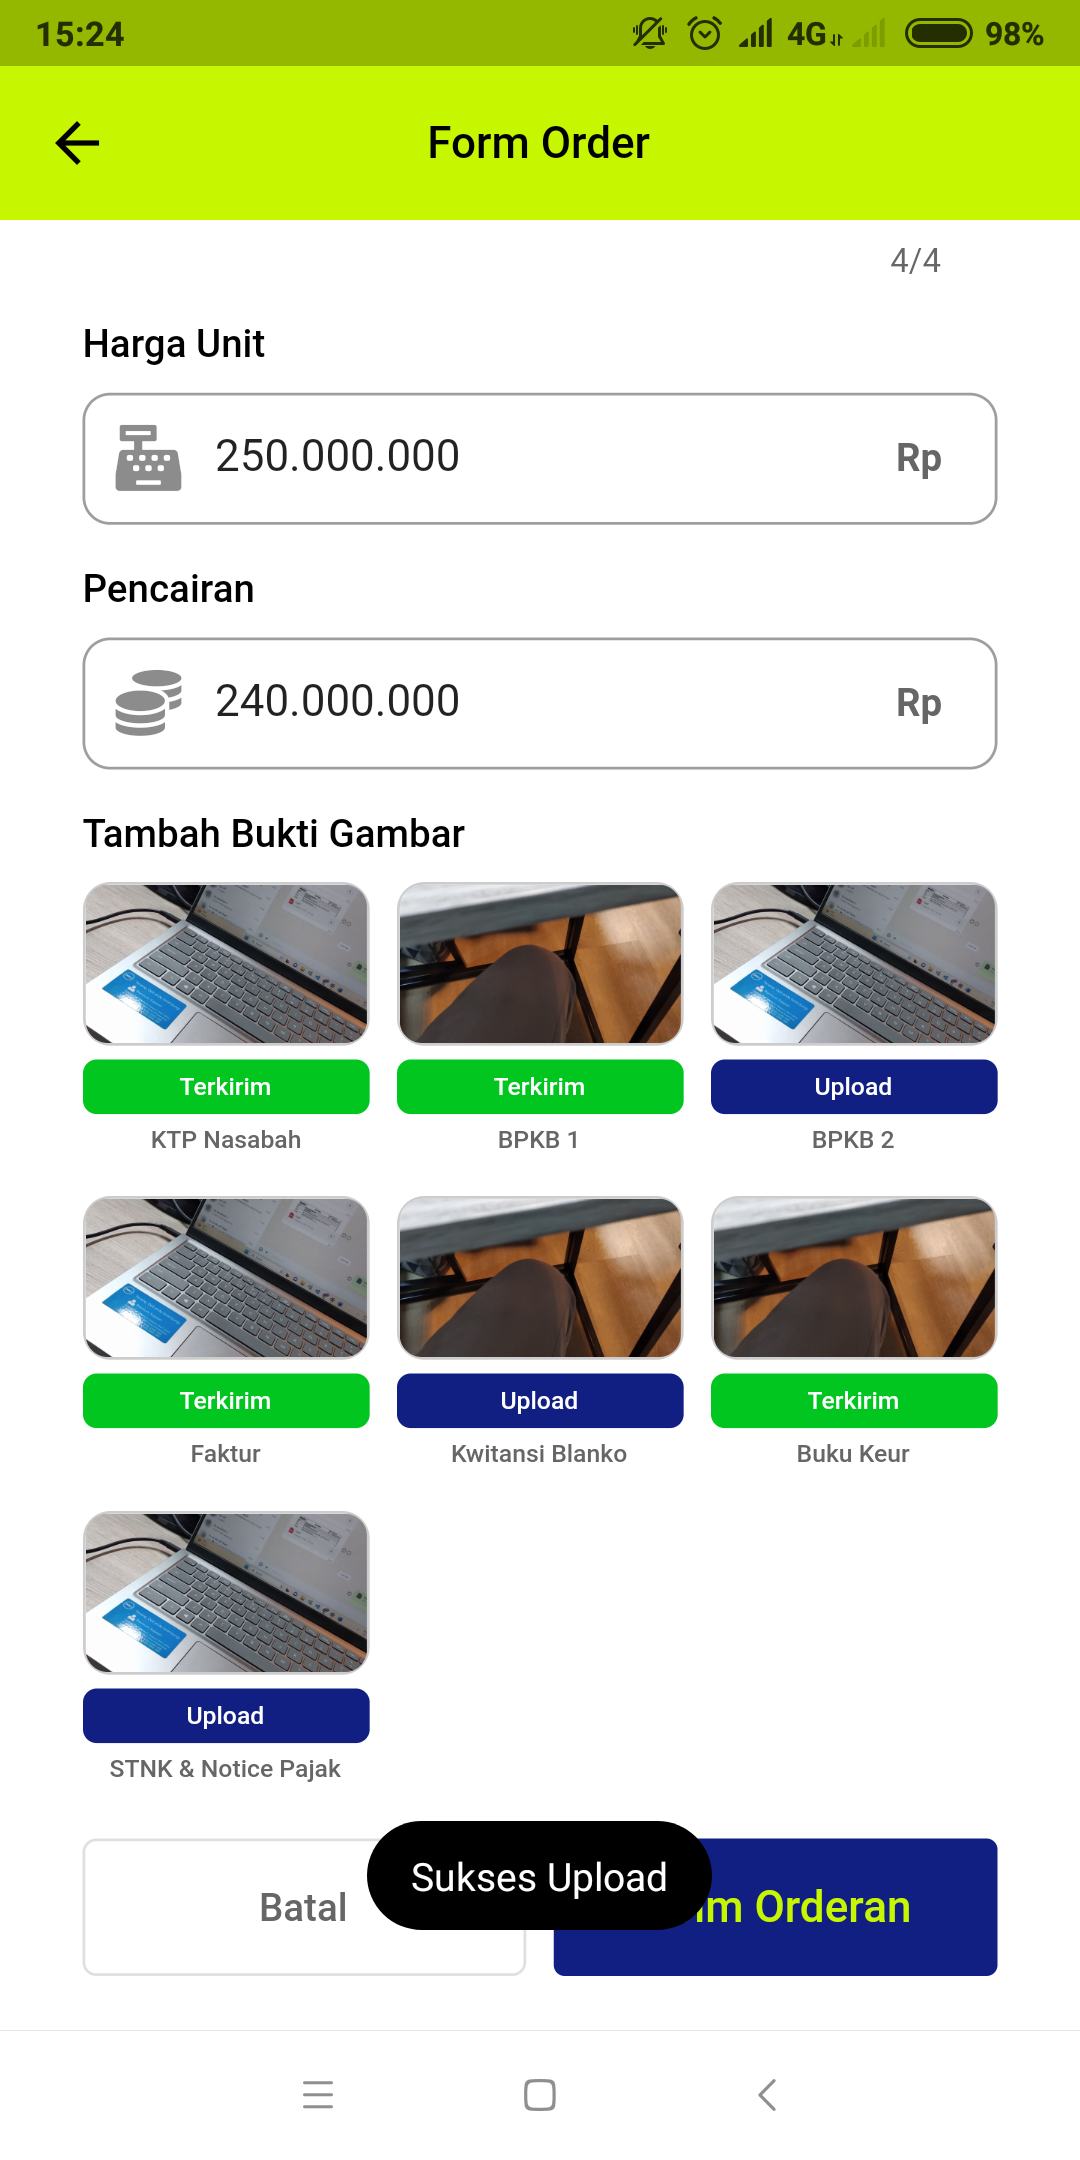 15:24
4G 98%
Form Order
4/4
Harga Unit
250.000.000 Rp
Pencairan
240.000.000 Rp
Tambah Bukti Gambar
Terkirim Terkirim Upload
KTP Nasabah BPKB 1 BPKB 2
Terkirim Upload Terkirim
Faktur Kwitansi Blanko Buku Keur
Upload
STNK & Notice Pajak
Sukses Upload
Batal im Orderan